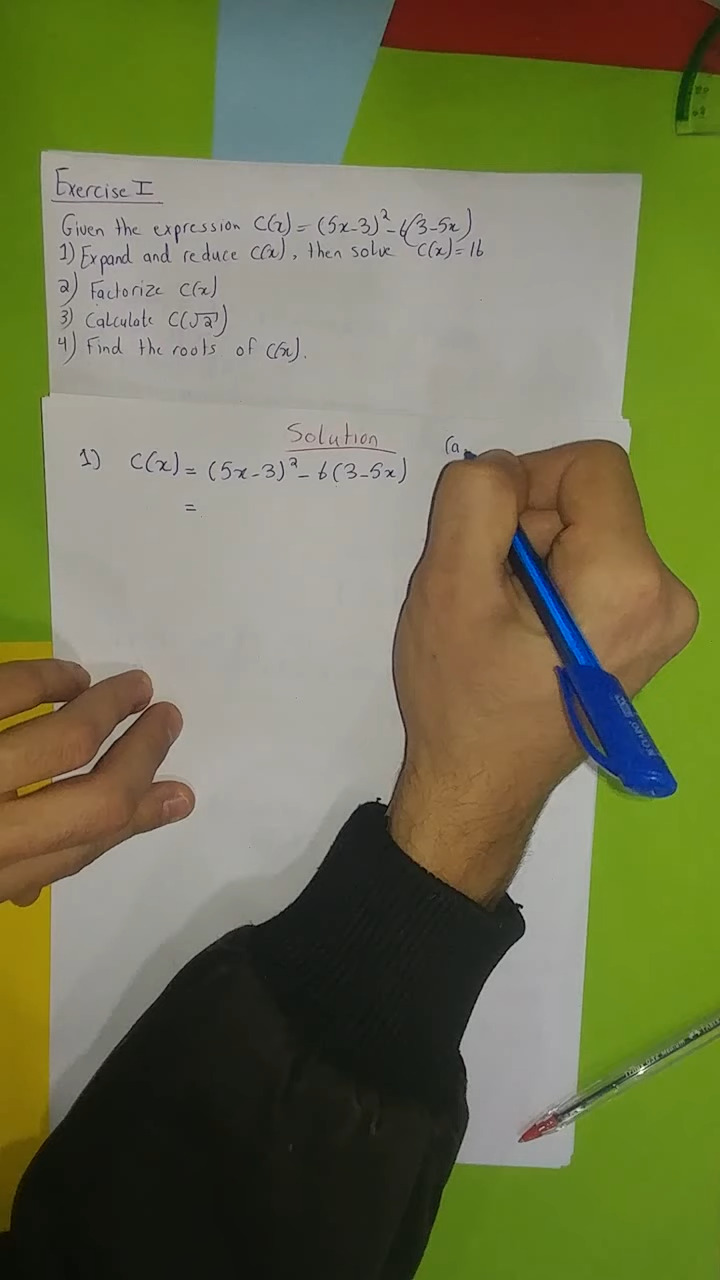 Exercise I
Given the expression C(x) = (5x-3)² - 6(3-5x)
1) Expand and reduce C(x), then solve C(x) = 16
2) Factorize C(x)
3) Calculate C(√2)
4) Find the roots of C(x).
Solution
1) C(x) = (5x-3)² - 6(3-5x)
(a
=